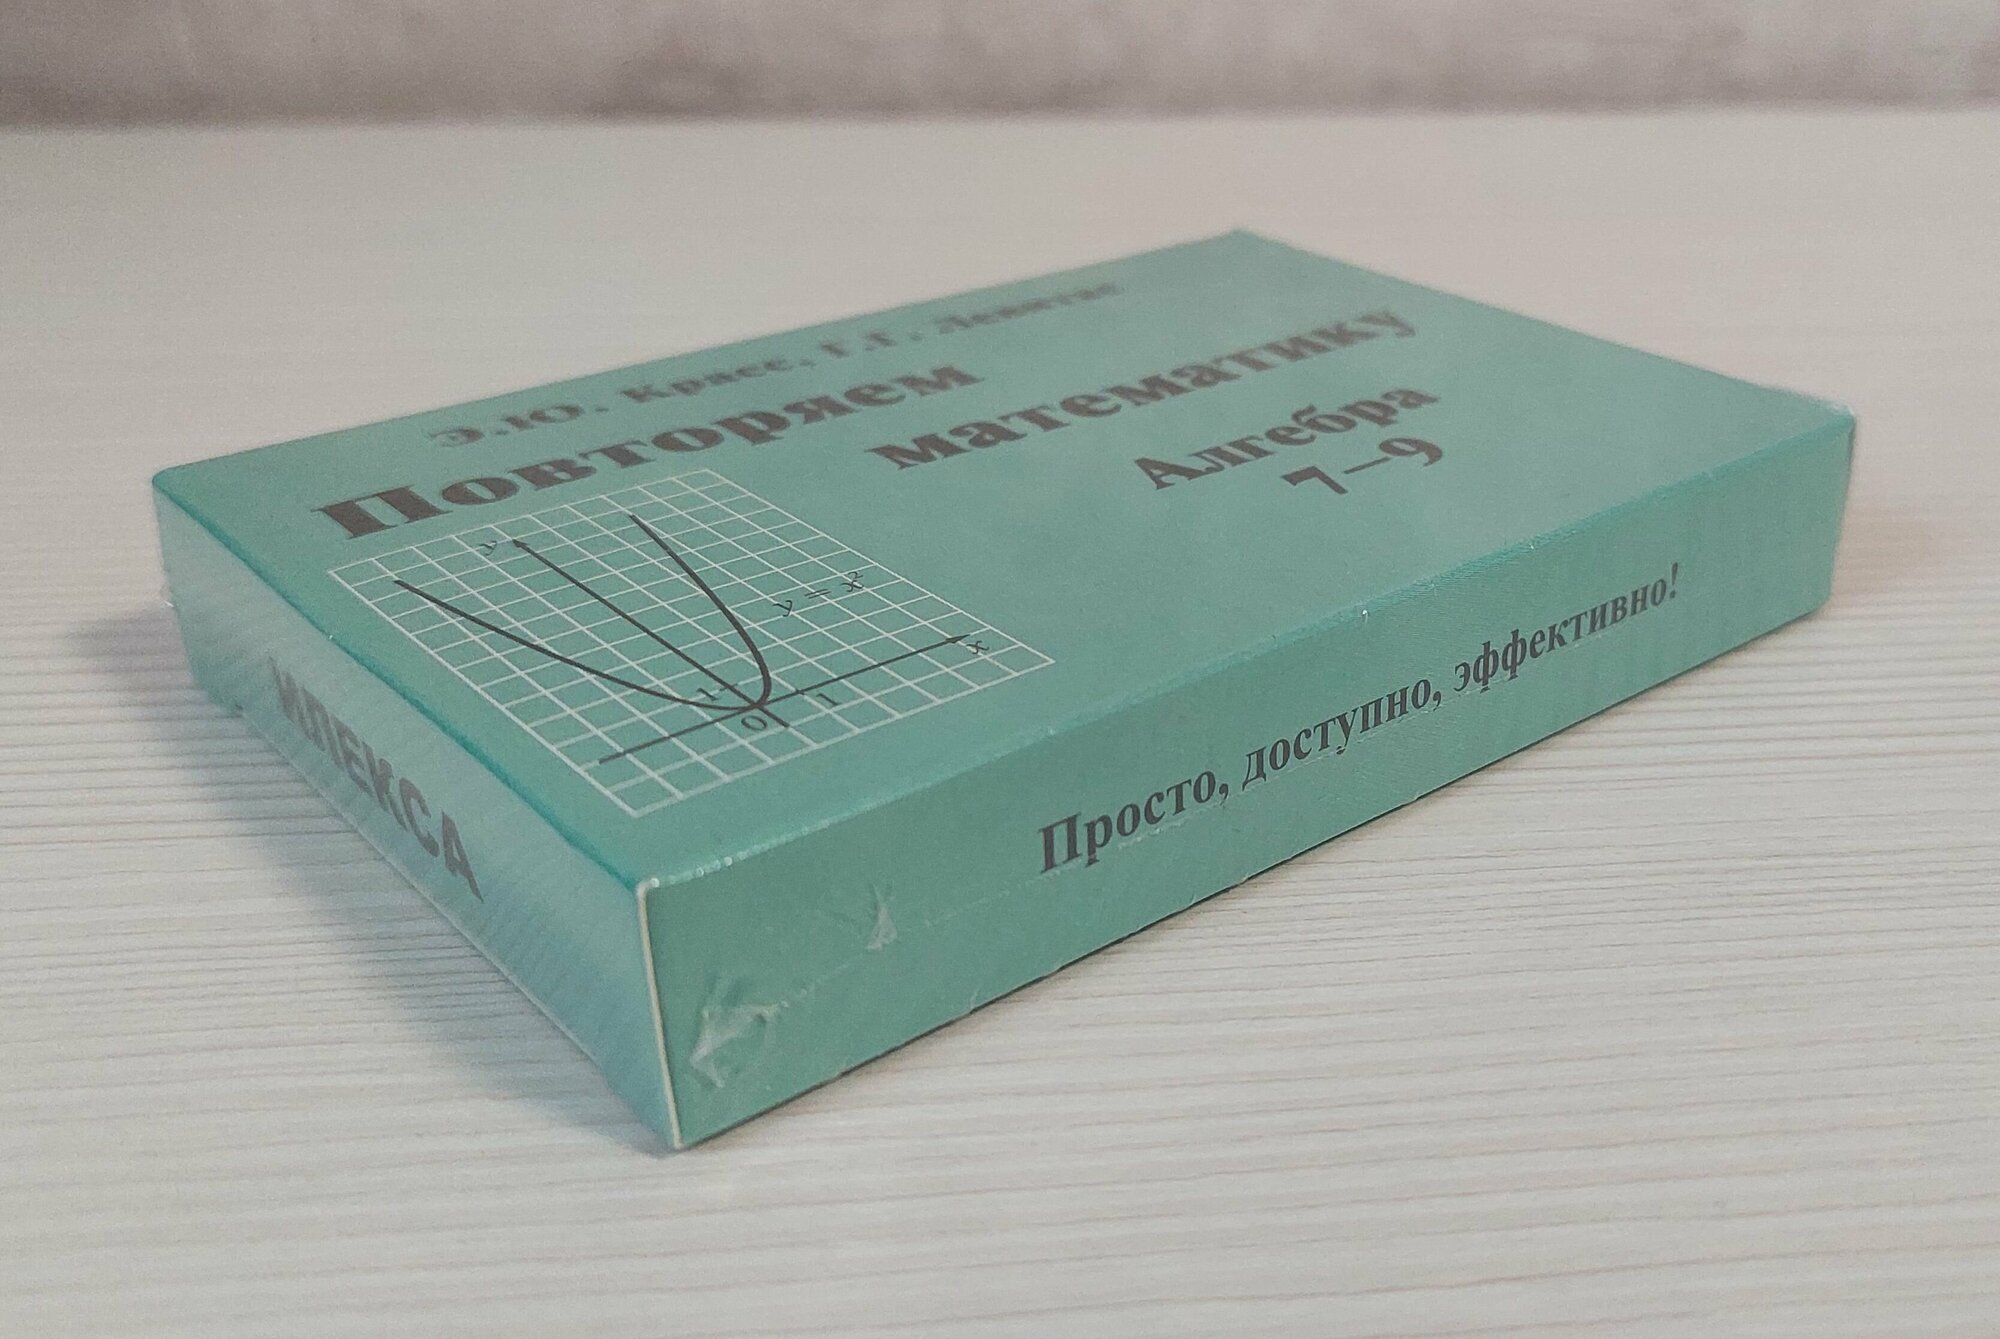 Э.Ю. Красс, Г.Г. Левитас
Повторяем
математику
Алгебра
7–9
y
y = x²
x
1
0
1
ИЛЕКСА
Просто, доступно, эффективно!